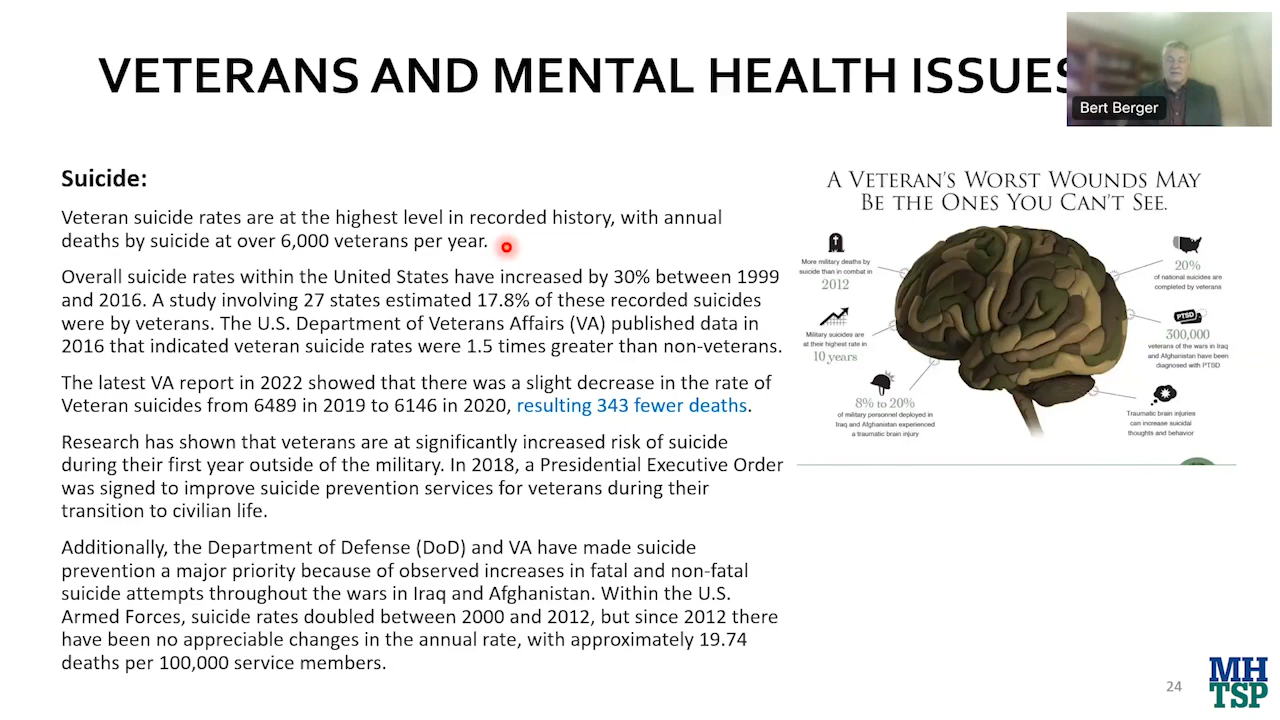 VETERANS AND MENTAL HEALTH ISSUES
Bert Berger
Suicide:
Veteran suicide rates are at the highest level in recorded history, with annual
deaths by suicide at over 6,000 veterans per year.
Overall suicide rates within the United States have increased by 30% between 1999
and 2016. A study involving 27 states estimated 17.8% of these recorded suicides
were by veterans. The U.S. Department of Veterans Affairs (VA) published data in
2016 that indicated veteran suicide rates were 1.5 times greater than non-veterans.
The latest VA report in 2022 showed that there was a slight decrease in the rate of
Veteran suicides from 6489 in 2019 to 6146 in 2020, resulting 343 fewer deaths.
Research has shown that veterans are at significantly increased risk of suicide
during their first year outside of the military. In 2018, a Presidential Executive Order
was signed to improve suicide prevention services for veterans during their
transition to civilian life.
Additionally, the Department of Defense (DoD) and VA have made suicide
prevention a major priority because of observed increases in fatal and non-fatal
suicide attempts throughout the wars in Iraq and Afghanistan. Within the U.S.
Armed Forces, suicide rates doubled between 2000 and 2012, but since 2012 there
have been no appreciable changes in the annual rate, with approximately 19.74
deaths per 100,000 service members.
A VETERAN'S WORST WOUNDS MAY
BE THE ONES YOU CAN'T SEE.
More military deaths by
suicide than in combat in
2012
Military suicides are
at their highest rate in
10 years
8% to 20%
of military personnel deployed in
Iraq and Afghanistan experienced
a traumatic brain injury
20%
of national suicides are
completed by veterans
PTSD
300,000
veterans of the wars in Iraq
and Afghanistan have been
diagnosed with PTSD
Traumatic brain injuries
can increase suicidal
thoughts and behavior
24
MH
TSP